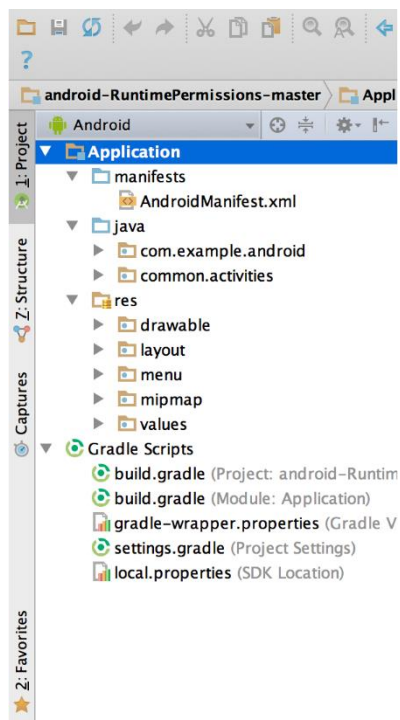 ?
android-RuntimePermissions-master
Appl
Android
1: Project
Application
manifests
AndroidManifest.xml
java
com.example.android
common.activities
Z: Structure
res
drawable
layout
menu
mipmap
values
Captures
Gradle Scripts
build.gradle (Project: android-Runtim
build.gradle (Module: Application)
gradle-wrapper.properties (Gradle V
settings.gradle (Project Settings)
local.properties (SDK Location)
2: Favorites